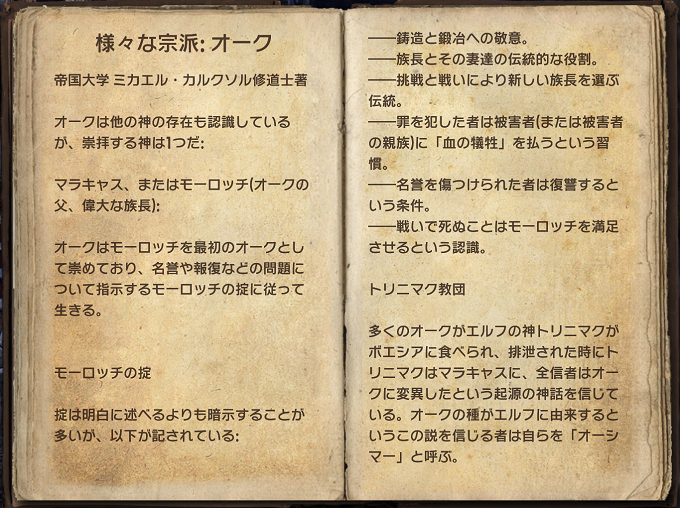 様々な宗派: オーク
帝国大学 ミカエル・カルクソル修道士著
オークは他の神の存在も認識している
が、崇拝する神は1つだ:
マラキャス、またはモーロッチ(オークの
父、偉大な族長):
オークはモーロッチを最初のオークとし
て崇めており、名誉や報復などの問題に
ついて指示するモーロッチの掟に従って
生きる。
モーロッチの掟
掟は明白に述べるよりも暗示することが
多いが、以下が記されている:
――鋳造と鍛冶への敬意。
――族長とその妻達の伝統的な役割。
――挑戦と戦いにより新しい族長を選ぶ
伝統。
――罪を犯した者は被害者(または被害者
の親族)に「血の犠牲」を払うという習
慣。
――名誉を傷つけられた者は復讐すると
いう条件。
――戦いで死ぬことはモーロッチを満足
させるという認識。
トリニマク教団
多くのオークがエルフの神トリニマクが
ボエシアに食べられ、排泄された時にト
リニマクはマラキャスに、全信者はオー
クに変異したという起源の神話を信じて
いる。オークの種がエルフに由来すると
いうこの説を信じる者は自らを「オーシ
マー」と呼ぶ。